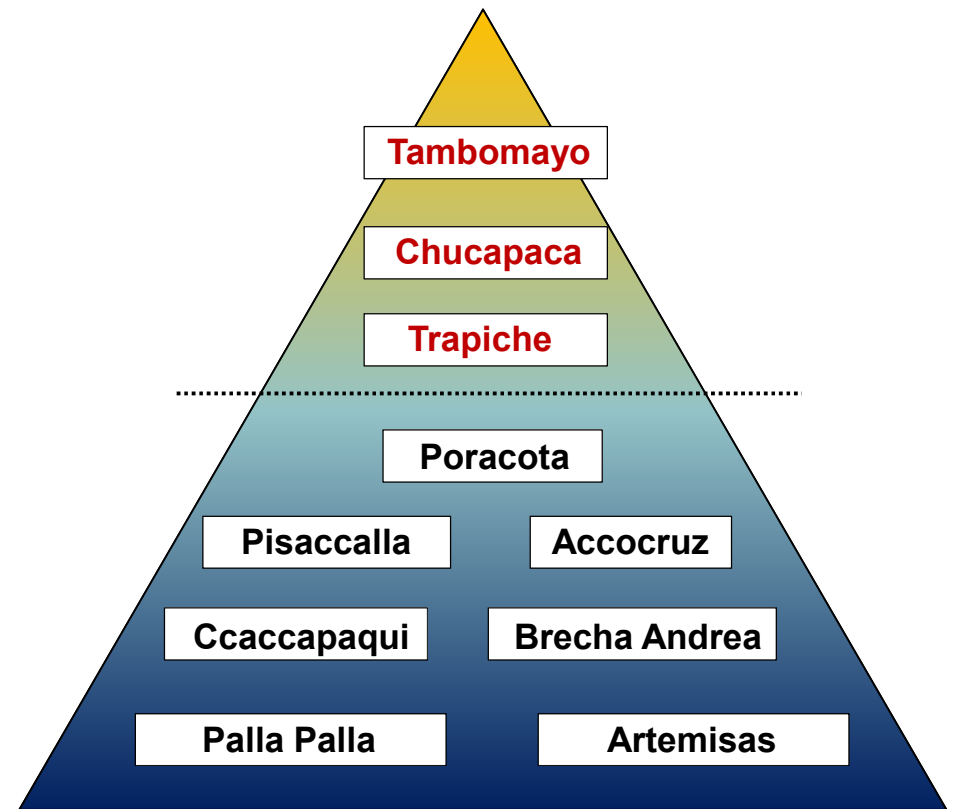 Tambomayo
Chucapaca
Trapiche
Poracota
Pisaccalla Accocruz
Ccaccapaqui Brecha Andrea
Palla Palla Artemisas